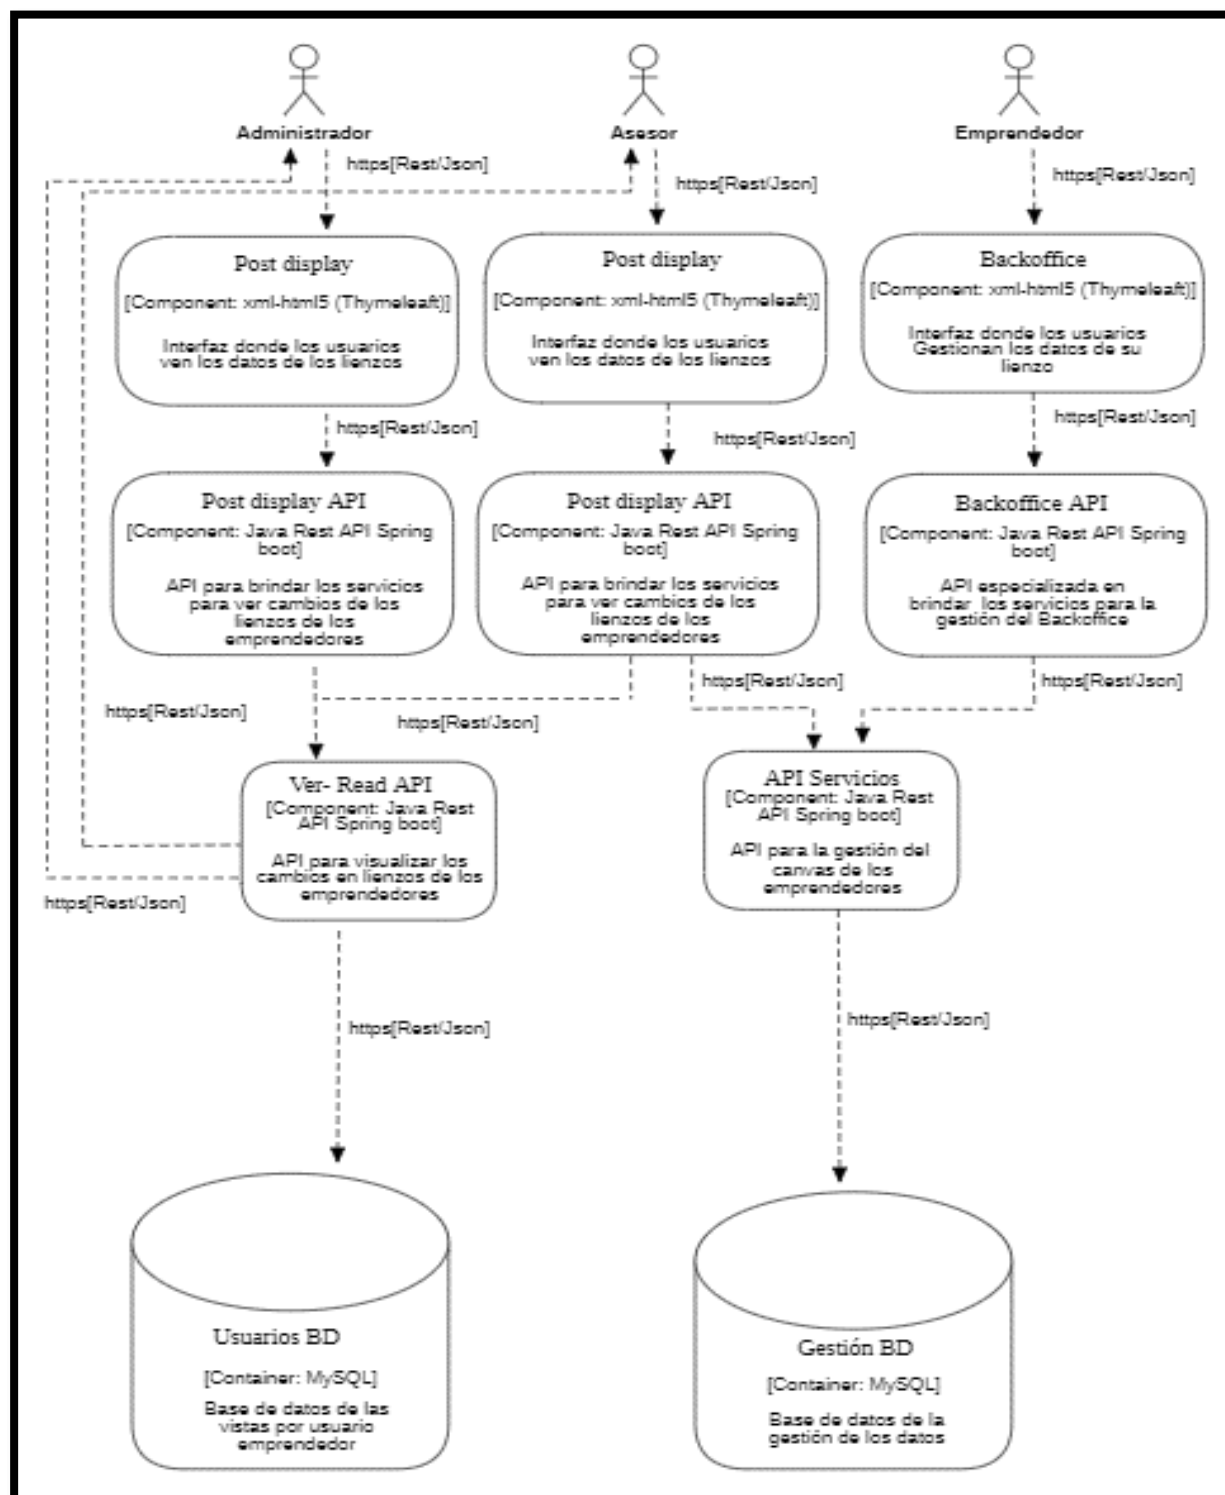 Administrador
Asesor
Emprendedor
https[Rest/Json]
https[Rest/Json]
https[Rest/Json]
Post display
[Component: xml-html5 (Thymeleaft)]
Interfaz donde los usuarios
ven los datos de los lienzos
Post display
[Component: xml-html5 (Thymeleaft)]
Interfaz donde los usuarios
ven los datos de los lienzos
Backoffice
[Component: xml-html5 (Thymeleaft)]
Interfaz donde los usuarios
Gestionan los datos de su
lienzo
https[Rest/Json]
https[Rest/Json]
https[Rest/Json]
Post display API
[Component: Java Rest API Spring
boot]
API para brindar los servicios
para ver cambios de los
lienzos de los
emprendedores
Post display API
[Component: Java Rest API Spring
boot]
API para brindar los servicios
para ver cambios de los
lienzos de los
emprendedores
Backoffice API
[Component: Java Rest API Spring
boot]
API especializada en
brindar los servicios para la
gestión del Backoffice
https[Rest/Json]
https[Rest/Json]
https[Rest/Json]
https[Rest/Json]
Ver- Read API
[Component: Java Rest
API Spring boot]
API para visualizar los
cambios en lienzos de los
emprendedores
API Servicios
[Component: Java Rest
API Spring boot]
API para la gestión del
canvas de los
emprendedores
https[Rest/Json]
https[Rest/Json]
https[Rest/Json]
Usuarios BD
[Container: MySQL]
Base de datos de las
vistas por usuario
emprendedor
Gestión BD
[Container: MySQL]
Base de datos de la
gestión de los datos